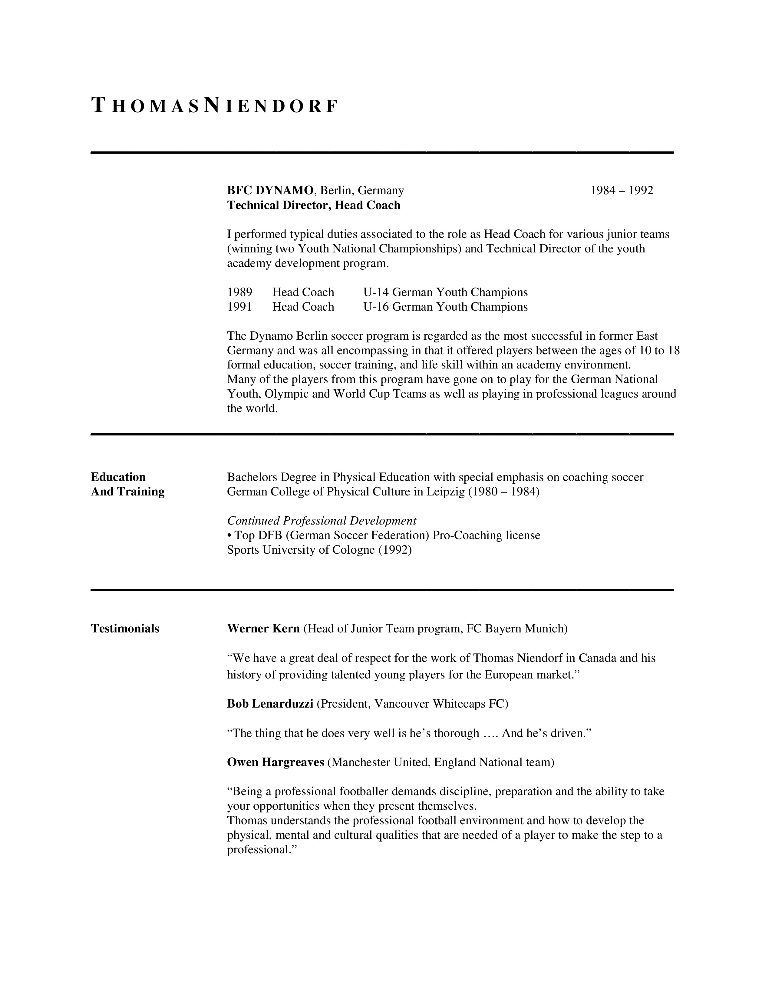 THOMASNIENDORF
BFC DYNAMO, Berlin, Germany 1984 – 1992
Technical Director, Head Coach
I performed typical duties associated to the role as Head Coach for various junior teams
(winning two Youth National Championships) and Technical Director of the youth
academy development program.
1989 Head Coach U-14 German Youth Champions
1991 Head Coach U-16 German Youth Champions
The Dynamo Berlin soccer program is regarded as the most successful in former East
Germany and was all encompassing in that it offered players between the ages of 10 to 18
formal education, soccer training, and life skill within an academy environment.
Many of the players from this program have gone on to play for the German National
Youth, Olympic and World Cup Teams as well as playing in professional leagues around
the world.
Education Bachelors Degree in Physical Education with special emphasis on coaching soccer
And Training German College of Physical Culture in Leipzig (1980 – 1984)
Continued Professional Development
• Top DFB (German Soccer Federation) Pro-Coaching license
Sports University of Cologne (1992)
Testimonials Werner Kern (Head of Junior Team program, FC Bayern Munich)
“We have a great deal of respect for the work of Thomas Niendorf in Canada and his
history of providing talented young players for the European market.”
Bob Lenarduzzi (President, Vancouver Whitecaps FC)
“The thing that he does very well is he’s thorough …. And he’s driven.”
Owen Hargreaves (Manchester United, England National team)
“Being a professional footballer demands discipline, preparation and the ability to take
your opportunities when they present themselves.
Thomas understands the professional football environment and how to develop the
physical, mental and cultural qualities that are needed of a player to make the step to a
professional.”